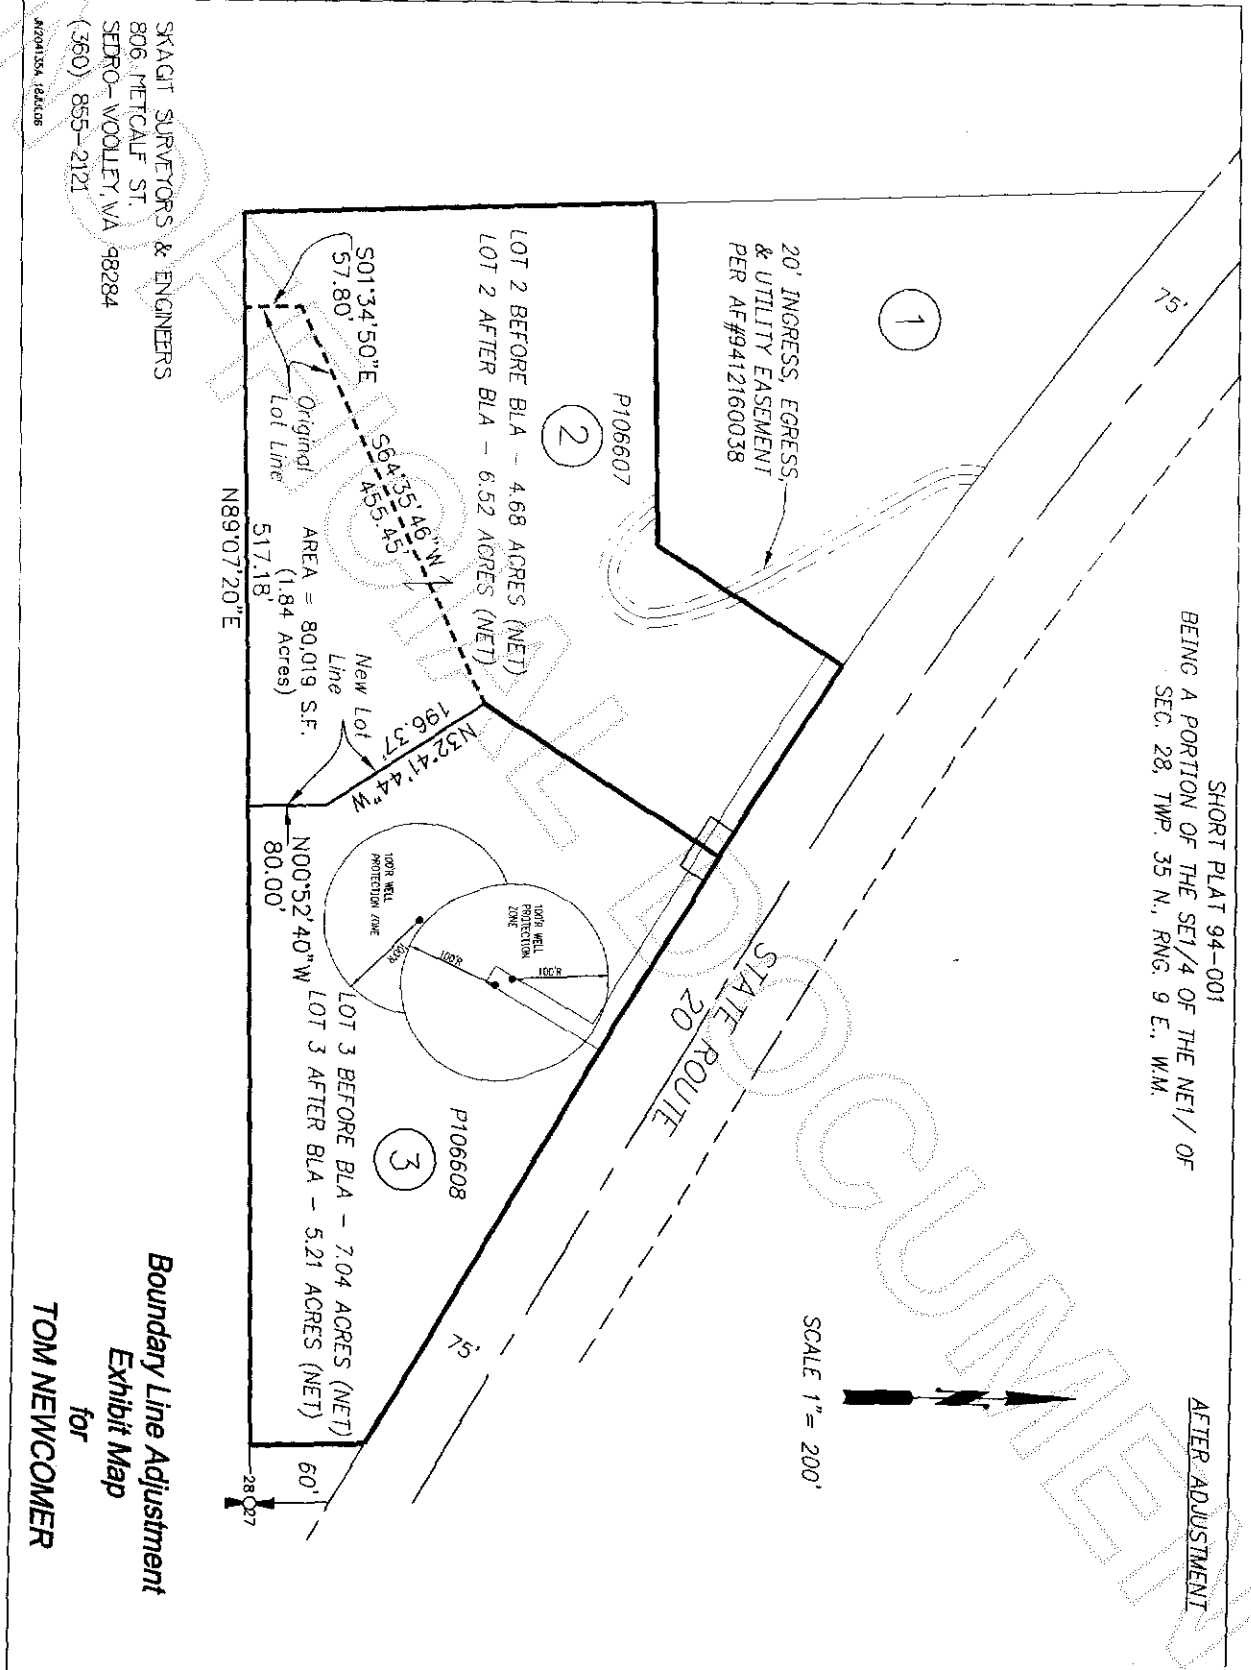 AFTER ADJUSTMENT
SHORT PLAT 94-001
BEING A PORTION OF THE SE1/4 OF THE NE1/ OF
SEC. 28, TWP. 35 N., RNG. 9 E., W.M.
SCALE 1"= 200'
75'
1
20' INGRESS, EGRESS,
& UTILITY EASEMENT
PER AF#9412160038
STATE ROUTE
20
P106607
2
LOT 2 BEFORE BLA - 4.68 ACRES (NET)
LOT 2 AFTER BLA - 6.52 ACRES (NET)
100'R WELL
PROTECTION
ZONE
100'R
100'R
100'R WELL
PROTECTION ZONE
100'R
P106608
3
LOT 3 BEFORE BLA - 7.04 ACRES (NET)
LOT 3 AFTER BLA - 5.21 ACRES (NET)
75'
60'
S01°34'50"E
57.80'
S64°35'46"W
455.45'
Original
Lot Line
New Lot
Line
N32°41'44"W
196.37'
N00°52'40"W
80.00'
AREA = 80,019 S.F.
(1.84 Acres)
517.18'
N89°07'20"E
28 27
SKAGIT SURVEYORS & ENGINEERS
806 METCALF ST.
SEDRO-WOOLLEY, WA 98284
(360) 855-2121
Boundary Line Adjustment
Exhibit Map
for
TOM NEWCOMER
UNOFFICIAL DOCUMEN